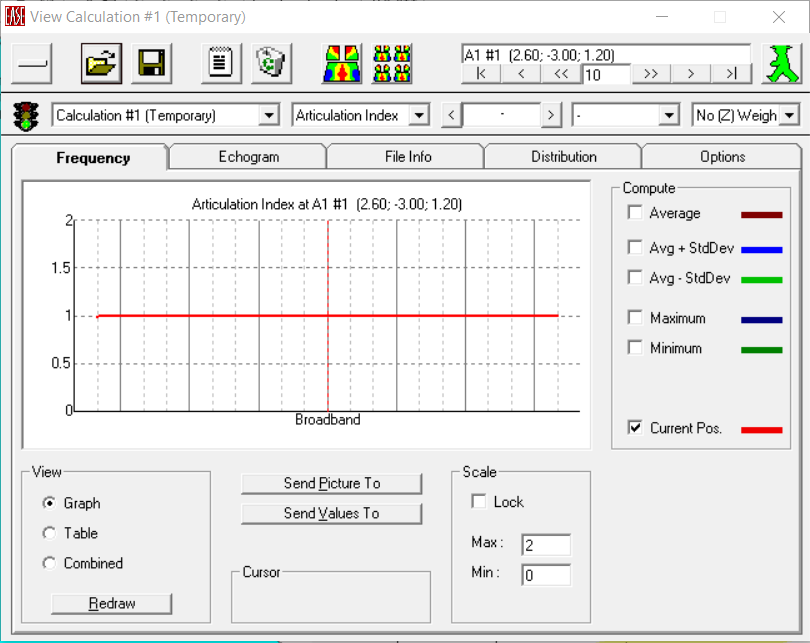 EASE
View Calculation #1 (Temporary)
A1 #1 (2.60; -3.00; 1.20)
|< < << 10 >> > >|
Calculation #1 (Temporary) Articulation Index < - > - No (Z) Weigh
Frequency Echogram File Info Distribution Options
Articulation Index at A1 #1 (2.60; -3.00; 1.20)
2
1.5
1
0.5
0
Broadband
Compute
Average
Avg + StdDev
Avg - StdDev
Maximum
Minimum
Current Pos.
View
Graph
Table
Combined
Redraw
Send Picture To
Send Values To
Cursor
Scale
Lock
Max : 2
Min : 0